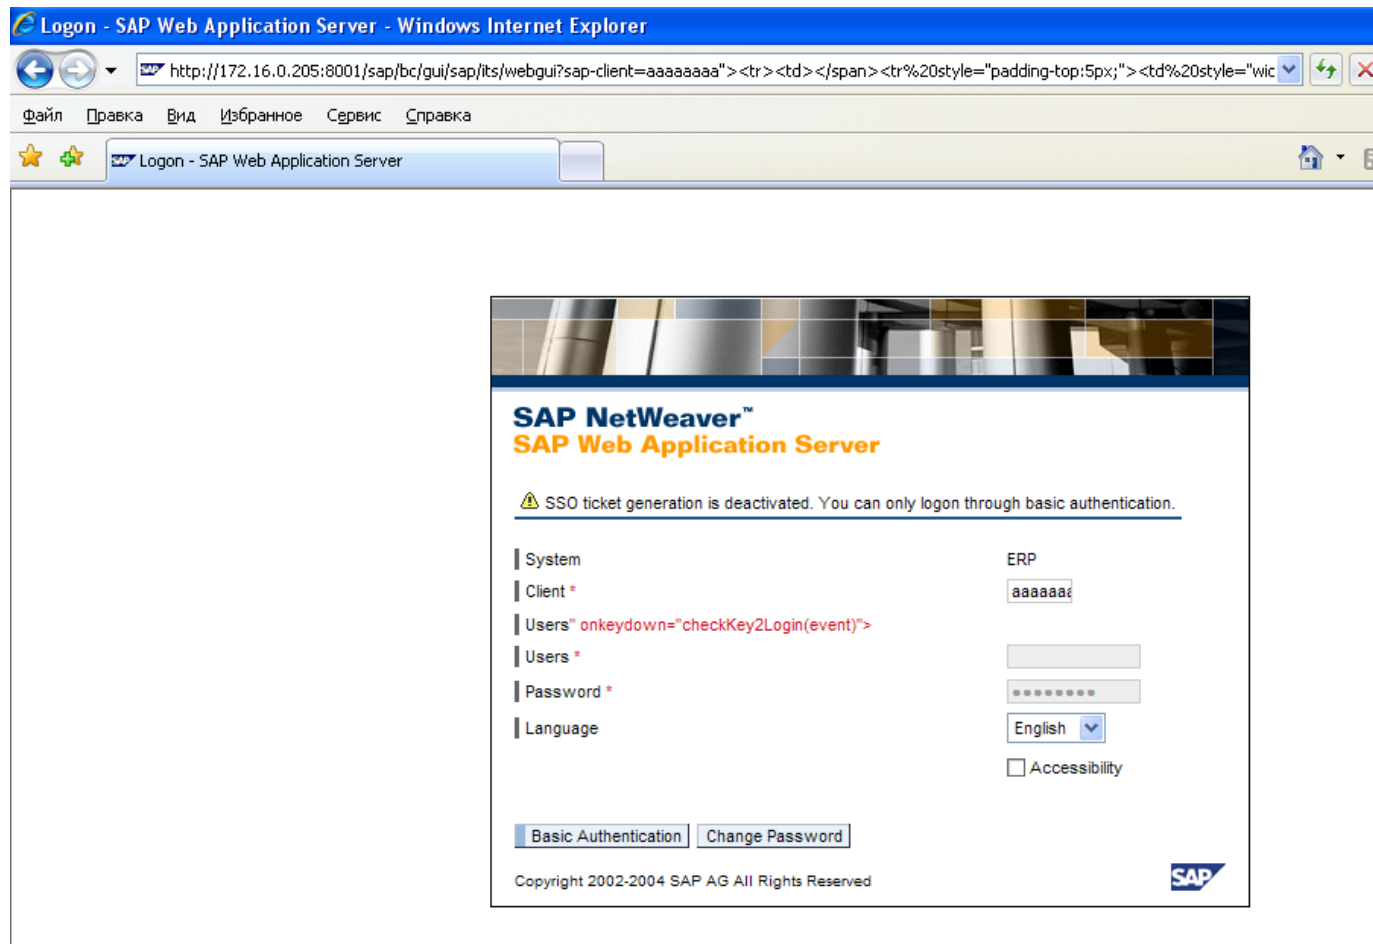 Logon - SAP Web Application Server - Windows Internet Explorer
http://172.16.0.205:8001/sap/bc/gui/sap/its/webgui?sap-client=aaaaaaaa"><tr><td></span><tr%20style="padding-top:5px;"><td%20style="wic
Файл Правка Вид Избранное Сервис Справка
Logon - SAP Web Application Server
SAP NetWeaver™
SAP Web Application Server
SSO ticket generation is deactivated. You can only logon through basic authentication.
System ERP
Client * aaaaaaa
Users" onkeydown="checkKey2Login(event)">
Users *
Password * ••••••••
Language English
Accessibility
Basic Authentication Change Password
Copyright 2002-2004 SAP AG All Rights Reserved
SAP